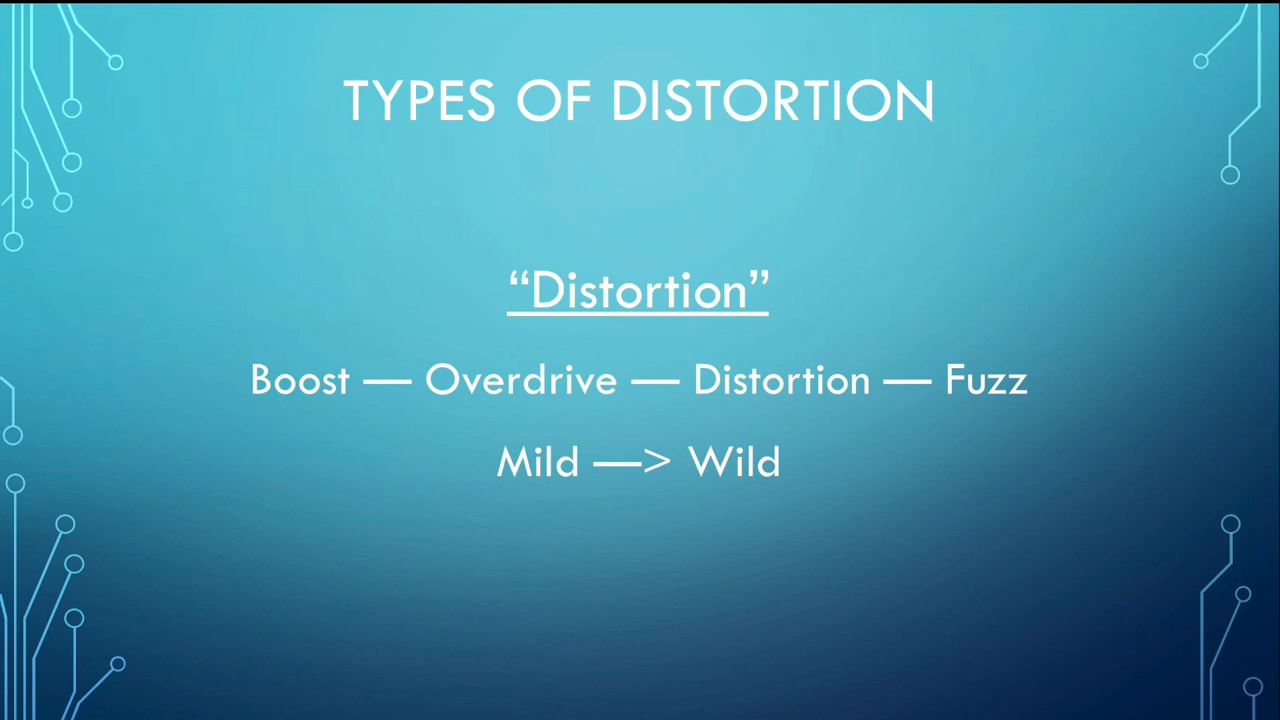 TYPES OF DISTORTION
“Distortion”
Boost — Overdrive — Distortion — Fuzz
Mild —> Wild